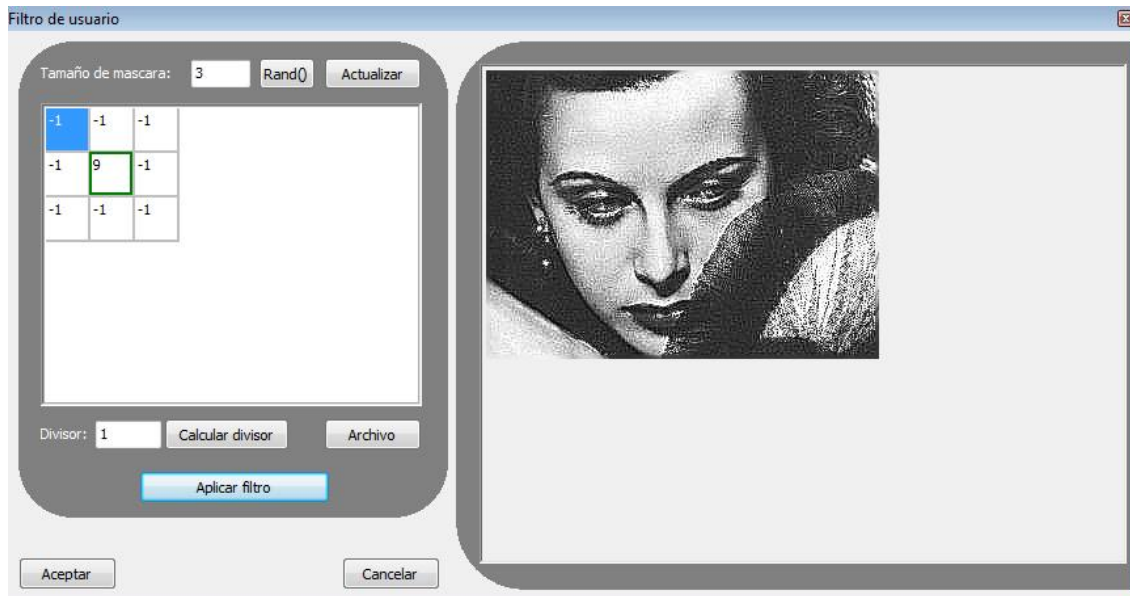 Filtro de usuario
Tamaño de mascara: 3 Rand() Actualizar
-1 -1 -1
-1 9 -1
-1 -1 -1
Divisor: 1 Calcular divisor Archivo
Aplicar filtro
Aceptar Cancelar